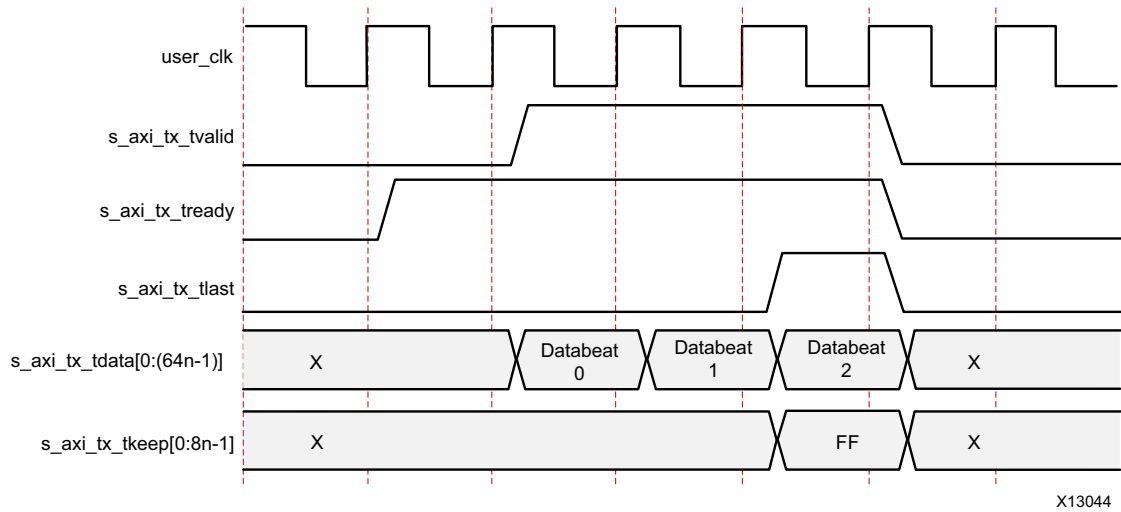 user_clk
s_axi_tx_tvalid
s_axi_tx_tready
s_axi_tx_tlast
s_axi_tx_tdata[0:(64n-1)]
X
Databeat
0
Databeat
1
Databeat
2
X
s_axi_tx_tkeep[0:8n-1]
X
FF
X
X13044